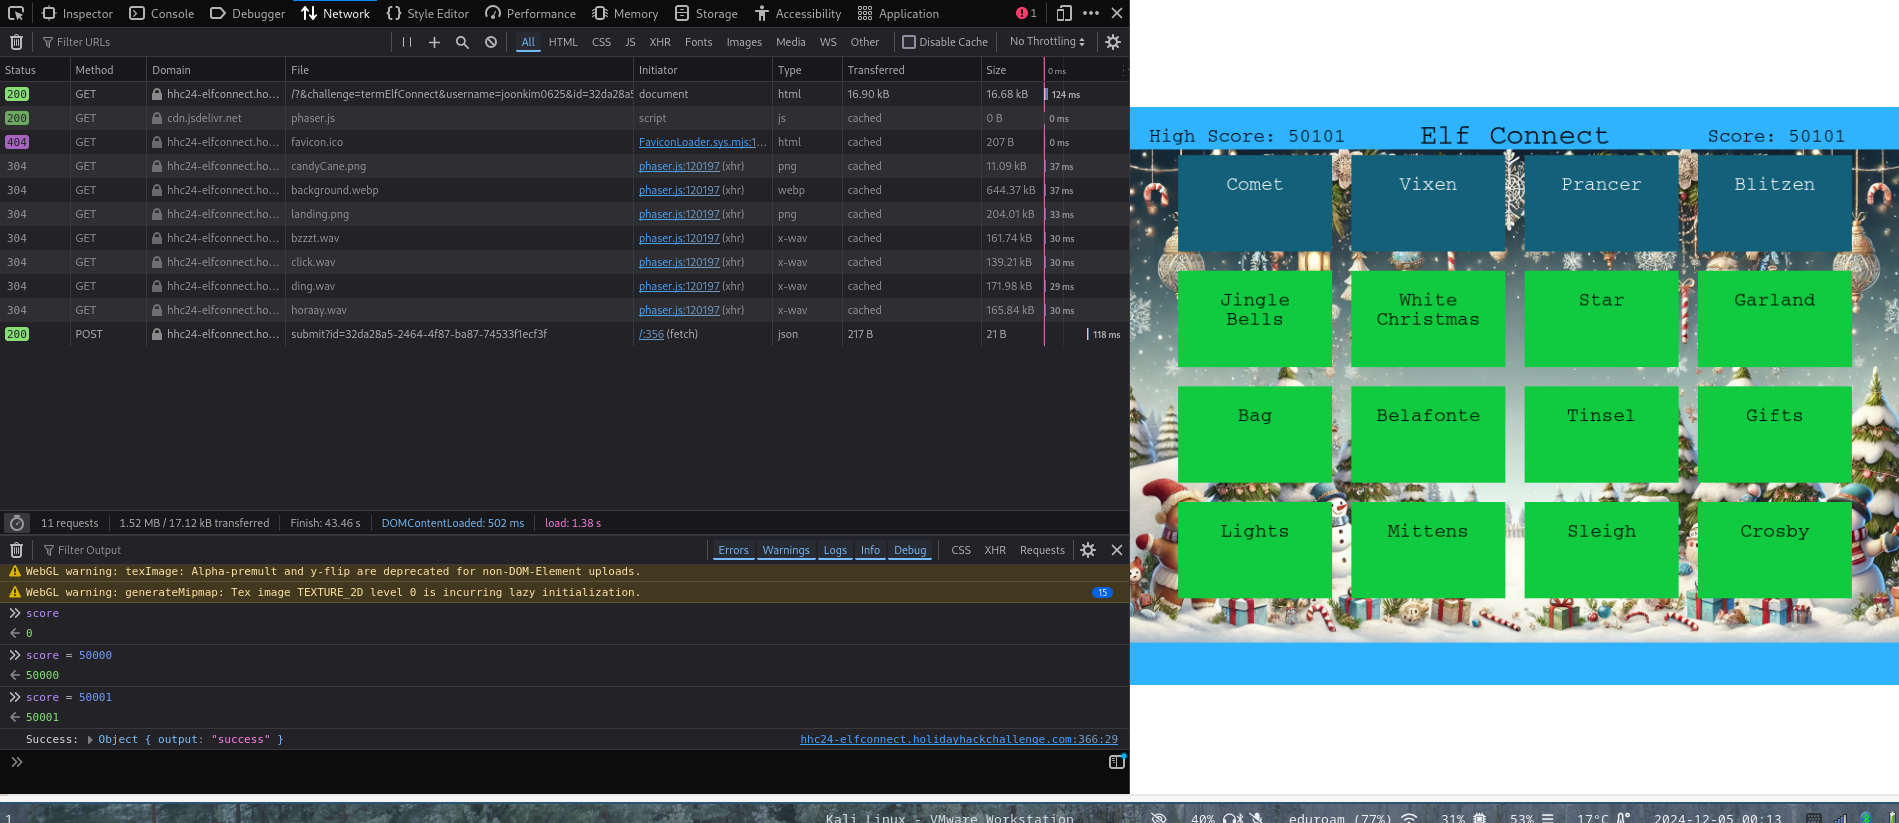 Inspector Console Debugger Network Style Editor Performance Memory Storage Accessibility Application 1
Filter URLs All HTML CSS JS XHR Fonts Images Media WS Other Disable Cache No Throttling
Status Method Domain File Initiator Type Transferred Size 0 ms
200 GET hhc24-elfconnect.ho... /?&challenge=termElfConnect&username=joonkim0625&id=32da28a5 document html 16.90 kB 16.68 kB 124 ms
200 GET cdn.jsdelivr.net phaser.js script js cached 0 B 0 ms
404 GET hhc24-elfconnect.ho... favicon.ico FaviconLoader.sys.mjs:1... html cached 207 B 0 ms
304 GET hhc24-elfconnect.ho... candyCane.png phaser.js:120197 (xhr) png cached 11.09 kB 37 ms
304 GET hhc24-elfconnect.ho... background.webp phaser.js:120197 (xhr) webp cached 644.37 kB 37 ms
304 GET hhc24-elfconnect.ho... landing.png phaser.js:120197 (xhr) png cached 204.01 kB 33 ms
304 GET hhc24-elfconnect.ho... bzzzt.wav phaser.js:120197 (xhr) x-wav cached 161.74 kB 30 ms
304 GET hhc24-elfconnect.ho... click.wav phaser.js:120197 (xhr) x-wav cached 139.21 kB 30 ms
304 GET hhc24-elfconnect.ho... ding.wav phaser.js:120197 (xhr) x-wav cached 171.98 kB 29 ms
304 GET hhc24-elfconnect.ho... horaay.wav phaser.js:120197 (xhr) x-wav cached 165.84 kB 30 ms
200 POST hhc24-elfconnect.ho... submit?id=32da28a5-2464-4f87-ba87-74533f1ecf3f /:356 (fetch) json 217 B 21 B 118 ms
11 requests 1.52 MB / 17.12 kB transferred Finish: 43.46 s DOMContentLoaded: 502 ms load: 1.38 s
Filter Output Errors Warnings Logs Info Debug CSS XHR Requests
WebGL warning: texImage: Alpha-premult and y-flip are deprecated for non-DOM-Element uploads.
WebGL warning: generateMipmap: Tex image TEXTURE_2D level 0 is incurring lazy initialization. 15
score
0
score = 50000
50000
score = 50001
50001
Success: Object { output: "success" } hhc24-elfconnect.holidayhackchallenge.com:366:29
High Score: 50101 Elf Connect Score: 50101
Comet Vixen Prancer Blitzen
Jingle Bells White Christmas Star Garland
Bag Belafonte Tinsel Gifts
Lights Mittens Sleigh Crosby
1 Kali Linux - VMware Workstation 40% eduroam (77%) 31% 53% 17°C 2024-12-05 00:13